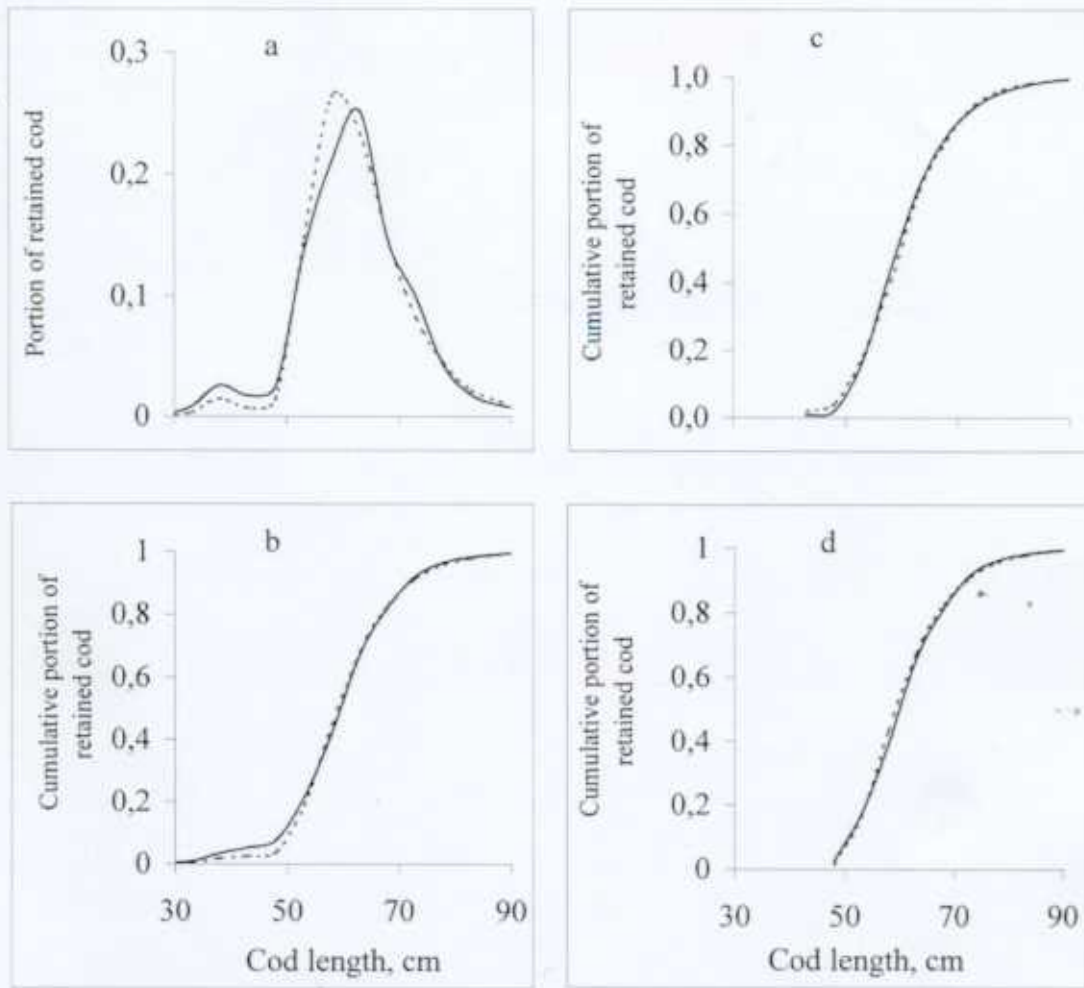 a
0,3
0,2
0,1
0
Portion of retained cod
c
1,0
0,8
0,6
0,4
0,2
0,0
Cumulative portion of
retained cod
b
1
0,8
0,6
0,4
0,2
0
Cumulative portion of
retained cod
30
50
70
90
Cod length, cm
d
1
0,8
0,6
0,4
0,2
0
Cumulative portion of
retained cod
30
50
70
90
Cod length, cm